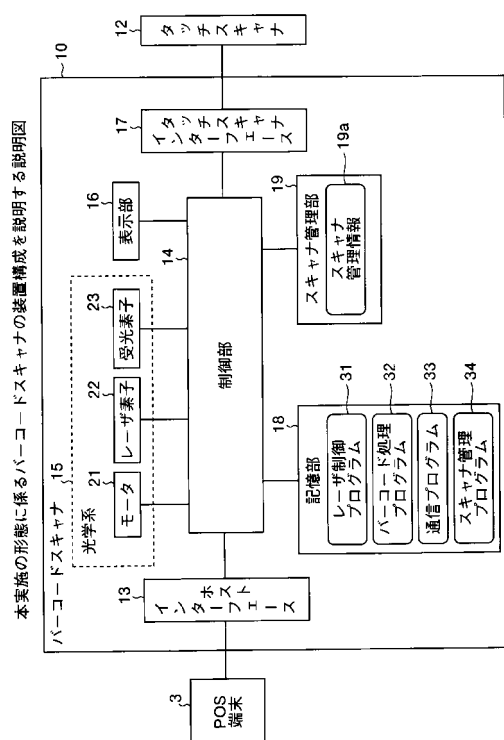 本実施の形態に係るバーコードスキャナの装置構成を説明する説明図
バーコードスキャナ
10
15
光学系
21
モータ
22
レーザ素子
23
受光素子
16
表示部
3
POS
端末
13
ホスト
インターフェース
14
制御部
17
タッチスキャナ
インターフェース
12
タッチスキャナ
18
記憶部
レーザ制御
プログラム
31
バーコード処理
プログラム
32
通信プログラム
33
スキャナ管理
プログラム
34
19
スキャナ管理部
19a
スキャナ
管理情報